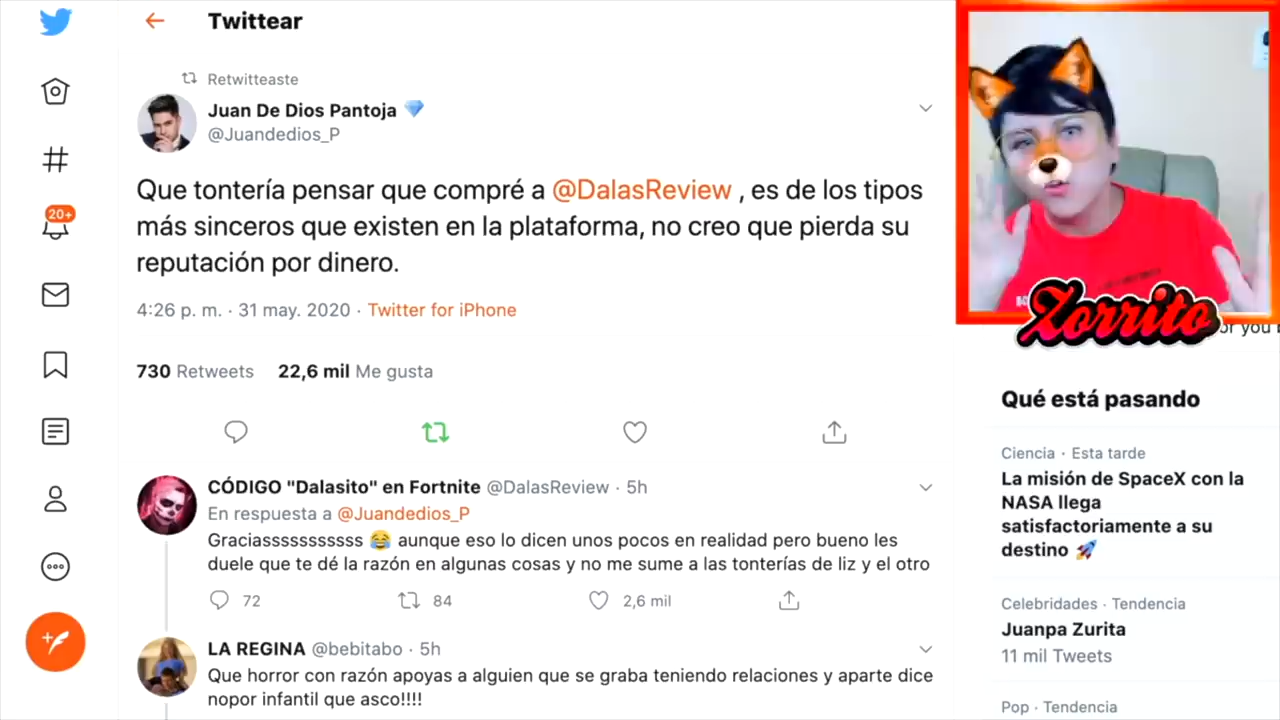 Twittear
Retwitteaste
Juan De Dios Pantoja 💎
@Juandedios_P
Que tontería pensar que compré a @DalasReview , es de los tipos
más sinceros que existen en la plataforma, no creo que pierda su
reputación por dinero.
4:26 p. m. · 31 may. 2020 · Twitter for iPhone
730 Retweets 22,6 mil Me gusta
20+
CÓDIGO "Dalasito" en Fortnite @DalasReview · 5h
En respuesta a @Juandedios_P
Graciasssssssssss 😂 aunque eso lo dicen unos pocos en realidad pero bueno les
duele que te dé la razón en algunas cosas y no me sume a las tonterías de liz y el otro
72 84 2,6 mil
LA REGINA @bebitabo · 5h
Que horror con razón apoyas a alguien que se graba teniendo relaciones y aparte dice
nopor infantil que asco!!!!
Zorrito
or you
Qué está pasando
Ciencia · Esta tarde
La misión de SpaceX con la
NASA llega
satisfactoriamente a su
destino 🚀
Celebridades · Tendencia
Juanpa Zurita
11 mil Tweets
Pop · Tendencia